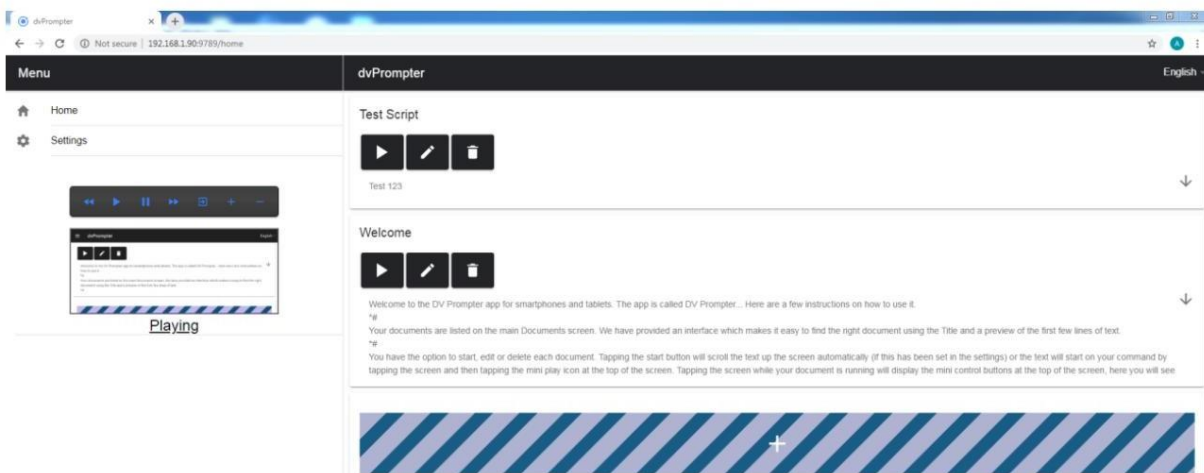 dvPrompter
Not secure | 192.168.1.90:9789/home
Menu
dvPrompter
English
Home
Settings
Test Script
Test 123
dvPrompter
English
Playing
Welcome
Welcome to the DV Prompter app for smartphones and tablets. The app is called DV Prompter... Here are a few instructions on how to use it.
*#
Your documents are listed on the main Documents screen. We have provided an interface which makes it easy to find the right document using the Title and a preview of the first few lines of text.
*#
You have the option to start, edit or delete each document. Tapping the start button will scroll the text up the screen automatically (if this has been set in the settings) or the text will start on your command by
tapping the screen and then tapping the mini play icon at the top of the screen. Tapping the screen while your document is running will display the mini control buttons at the top of the screen, here you will see